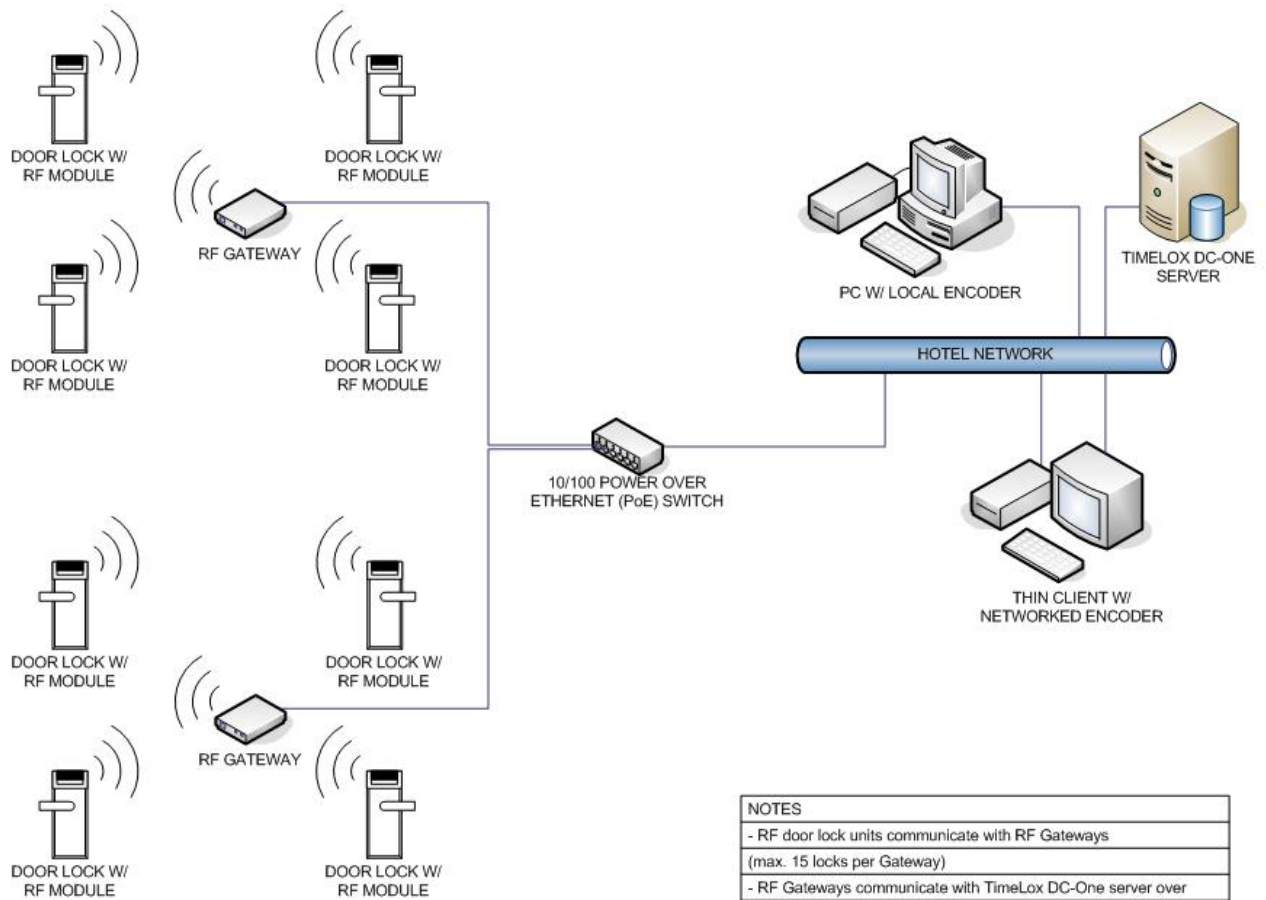 DOOR LOCK W/
RF MODULE
DOOR LOCK W/
RF MODULE
RF GATEWAY
DOOR LOCK W/
RF MODULE
DOOR LOCK W/
RF MODULE
PC W/ LOCAL ENCODER
TIMELOX DC-ONE
SERVER
HOTEL NETWORK
10/100 POWER OVER
ETHERNET (PoE) SWITCH
THIN CLIENT W/
NETWORKED ENCODER
DOOR LOCK W/
RF MODULE
DOOR LOCK W/
RF MODULE
RF GATEWAY
DOOR LOCK W/
RF MODULE
DOOR LOCK W/
RF MODULE
NOTES
- RF door lock units communicate with RF Gateways
(max. 15 locks per Gateway)
- RF Gateways communicate with TimeLox DC-One server over